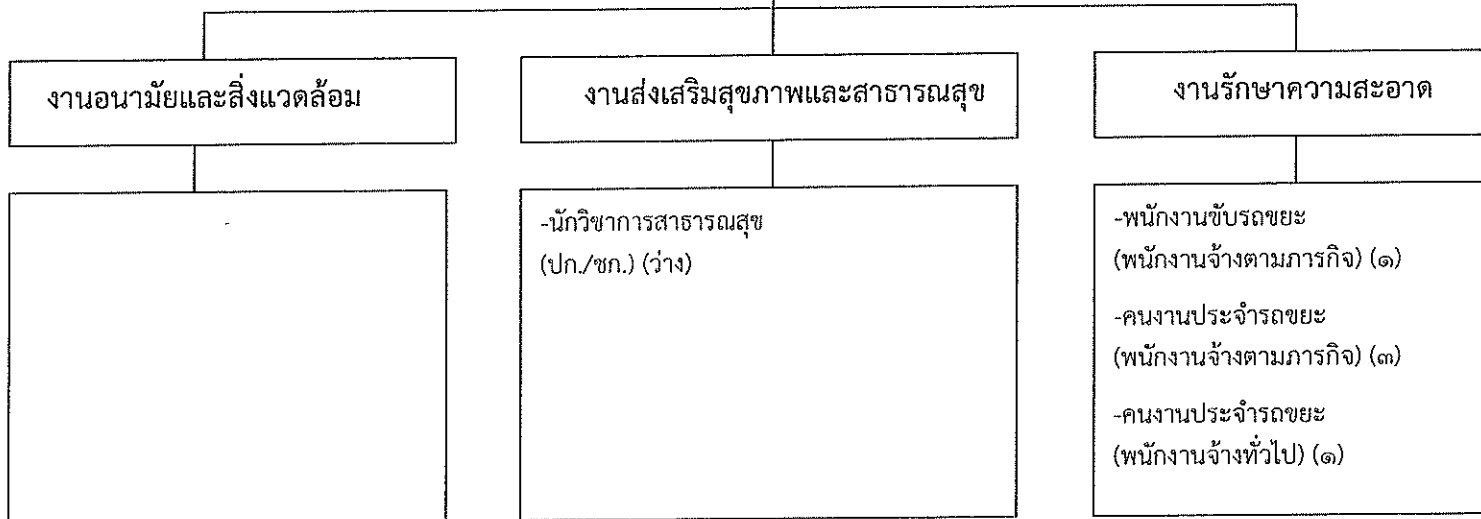 งานอนามัยและสิ่งแวดล้อม
งานส่งเสริมสุขภาพและสาธารณสุข
งานรักษาความสะอาด
-
-นักวิชาการสาธารณสุข
(ปก./ชก.) (ว่าง)
-พนักงานขับรถขยะ
(พนักงานจ้างตามภารกิจ) (๑)
-คนงานประจำรถขยะ
(พนักงานจ้างตามภารกิจ) (๓)
-คนงานประจำรถขยะ
(พนักงานจ้างทั่วไป) (๑)